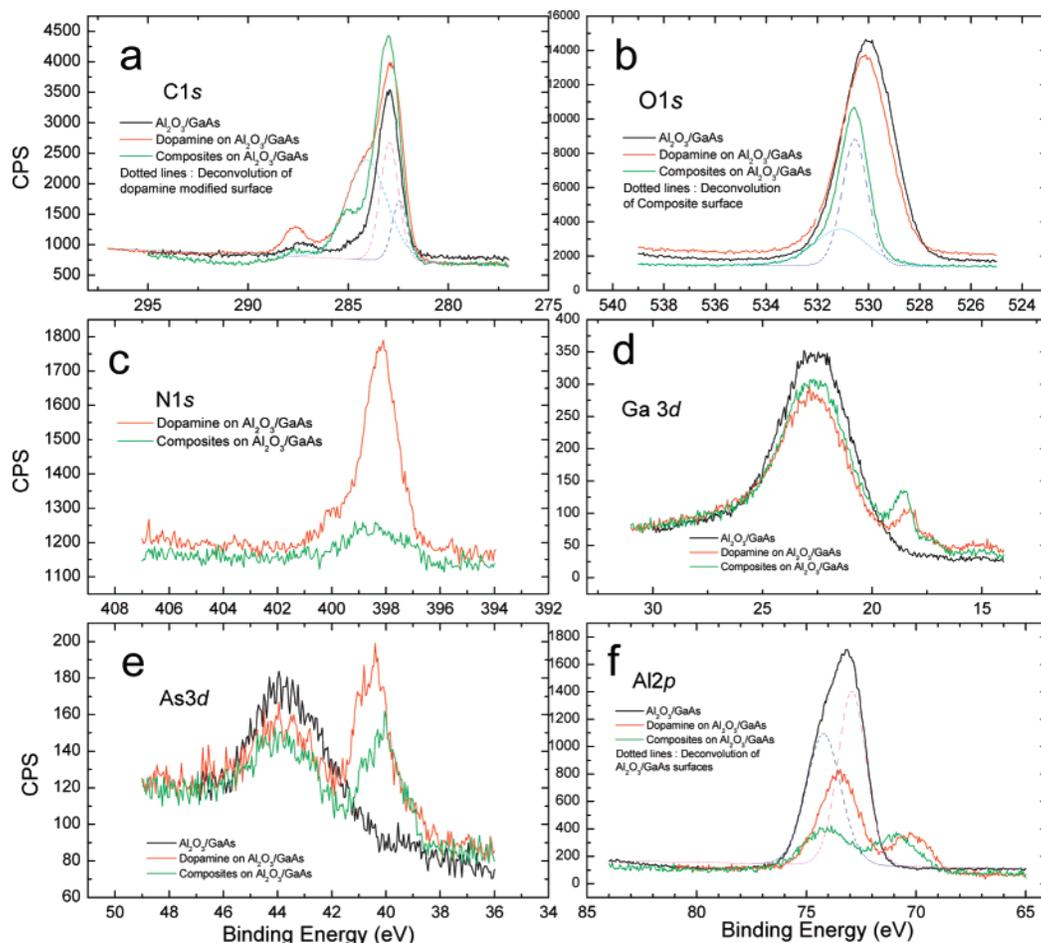 a
C1s
Al₂O₃/GaAs
Dopamine on Al₂O₃/GaAs
Composites on Al₂O₃/GaAs
Dotted lines : Deconvolution of
dopamine modified surface
CPS
4500
4000
3500
3000
2500
2000
1500
1000
500
295
290
285
280
275
b
O1s
Al₂O₃/GaAs
Dopamine on Al₂O₃/GaAs
Composites on Al₂O₃/GaAs
Dotted lines : Deconvolution
of Composite surface
16000
14000
12000
10000
8000
6000
4000
2000
0
540
538
536
534
532
530
528
526
524
c
N1s
Dopamine on Al₂O₃/GaAs
Composites on Al₂O₃/GaAs
CPS
1800
1700
1600
1500
1400
1300
1200
1100
408
406
404
402
400
398
396
394
392
d
Ga 3d
Al₂O₃/GaAs
Dopamine on Al₂O₃/GaAs
Composites on Al₂O₃/GaAs
400
350
300
250
200
150
100
50
0
30
25
20
15
e
As3d
Al₂O₃/GaAs
Dopamine on Al₂O₃/GaAs
Composites on Al₂O₃/GaAs
CPS
200
180
160
140
120
100
80
60
50
48
46
44
42
40
38
36
34
Binding Energy (eV)
f
Al2p
Al₂O₃/GaAs
Dopamine on Al₂O₃/GaAs
Composites on Al₂O₃/GaAs
Dotted lines : Deconvolution of
Al₂O₃/GaAs surfaces
1800
1600
1400
1200
1000
800
600
400
200
0
85
80
75
70
65
Binding Energy (eV)